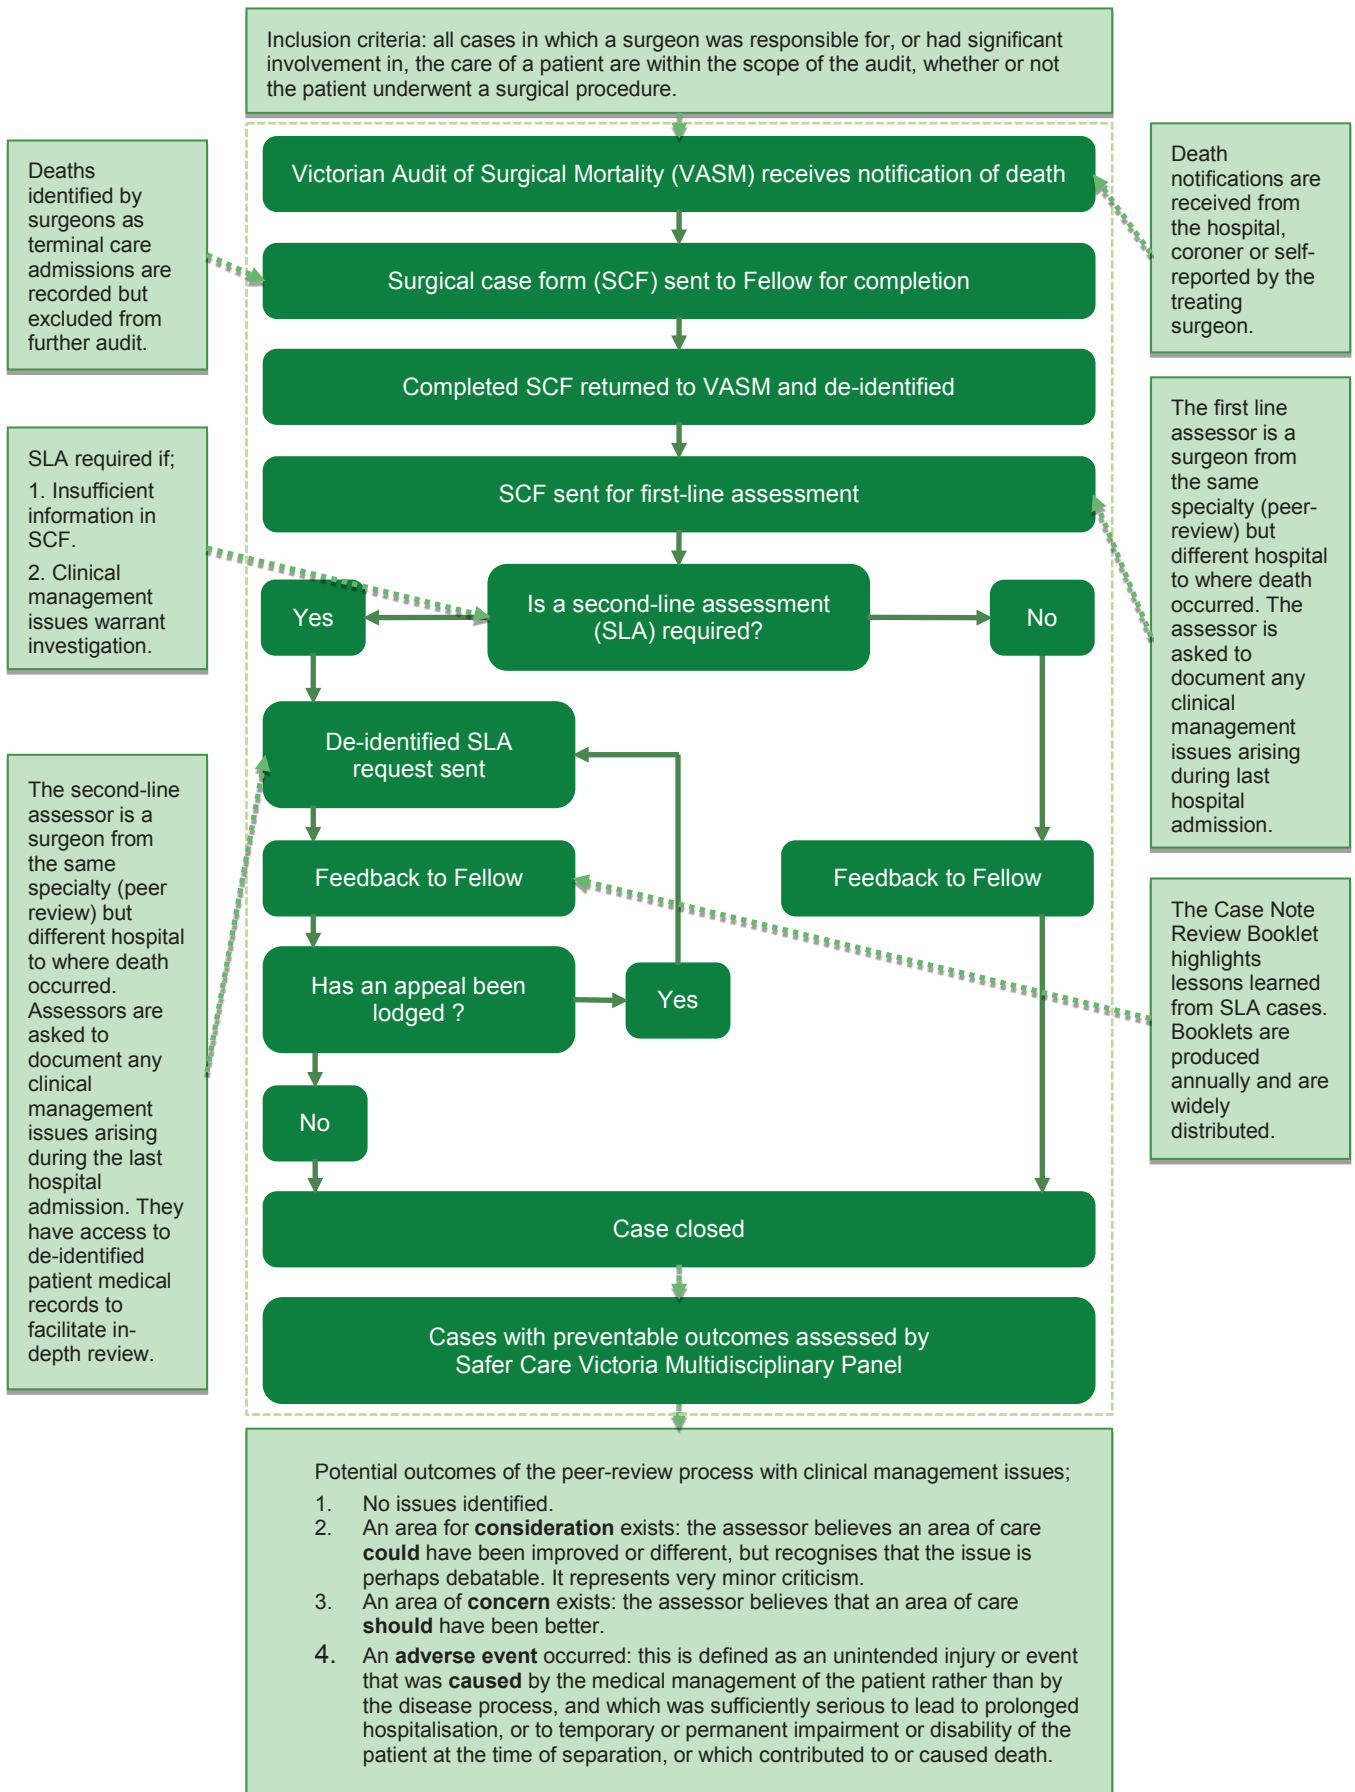 Inclusion criteria: all cases in which a surgeon was responsible for, or had significant
involvement in, the care of a patient are within the scope of the audit, whether or not
the patient underwent a surgical procedure.
Deaths
identified by
surgeons as
terminal care
admissions are
recorded but
excluded from
further audit.
Victorian Audit of Surgical Mortality (VASM) receives notification of death
Death
notifications are
received from
the hospital,
coroner or self-
reported by the
treating
surgeon.
Surgical case form (SCF) sent to Fellow for completion
Completed SCF returned to VASM and de-identified
SCF sent for first-line assessment
The first line
assessor is a
surgeon from
the same
specialty (peer-
review) but
different hospital
to where death
occurred. The
assessor is
asked to
document any
clinical
management
issues arising
during last
hospital
admission.
SLA required if;
1. Insufficient
information in
SCF.
2. Clinical
management
issues warrant
investigation.
Yes
Is a second-line assessment
(SLA) required?
No
De-identified SLA
request sent
The second-line
assessor is a
surgeon from
the same
specialty (peer
review) but
different hospital
to where death
occurred.
Assessors are
asked to
document any
clinical
management
issues arising
during the last
hospital
admission. They
have access to
de-identified
patient medical
records to
facilitate in-
depth review.
Feedback to Fellow
Feedback to Fellow
The Case Note
Review Booklet
highlights
lessons learned
from SLA cases.
Booklets are
produced
annually and are
widely
distributed.
Has an appeal been
lodged ?
Yes
No
Case closed
Cases with preventable outcomes assessed by
Safer Care Victoria Multidisciplinary Panel
Potential outcomes of the peer-review process with clinical management issues;
1. No issues identified.
2. An area for consideration exists: the assessor believes an area of care
could have been improved or different, but recognises that the issue is
perhaps debatable. It represents very minor criticism.
3. An area of concern exists: the assessor believes that an area of care
should have been better.
4. An adverse event occurred: this is defined as an unintended injury or event
that was caused by the medical management of the patient rather than by
the disease process, and which was sufficiently serious to lead to prolonged
hospitalisation, or to temporary or permanent impairment or disability of the
patient at the time of separation, or which contributed to or caused death.